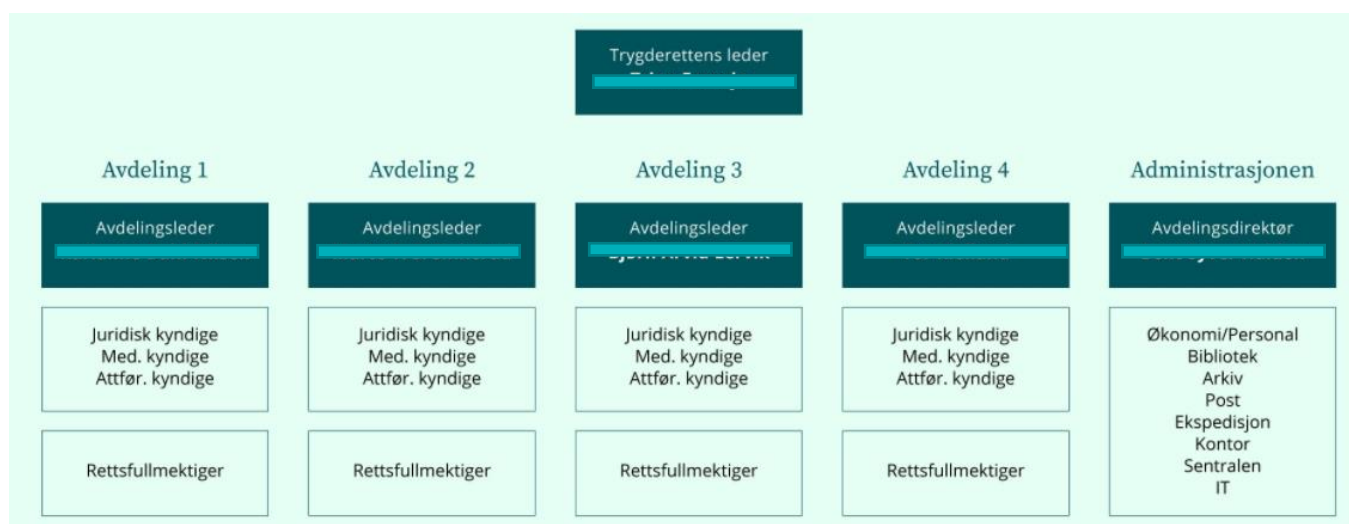 Trygderettens leder
Avdeling 1
Avdelingsleder
Juridisk kyndige
Med. kyndige
Attfør. kyndige
Rettsfullmektiger
Avdeling 2
Avdelingsleder
Juridisk kyndige
Med. kyndige
Attfør. kyndige
Rettsfullmektiger
Avdeling 3
Avdelingsleder
Juridisk kyndige
Med. kyndige
Attfør. kyndige
Rettsfullmektiger
Avdeling 4
Avdelingsleder
Juridisk kyndige
Med. kyndige
Attfør. kyndige
Rettsfullmektiger
Administrasjonen
Avdelingsdirektør
Økonomi/Personal
Bibliotek
Arkiv
Post
Ekspedisjon
Kontor
Sentralen
IT